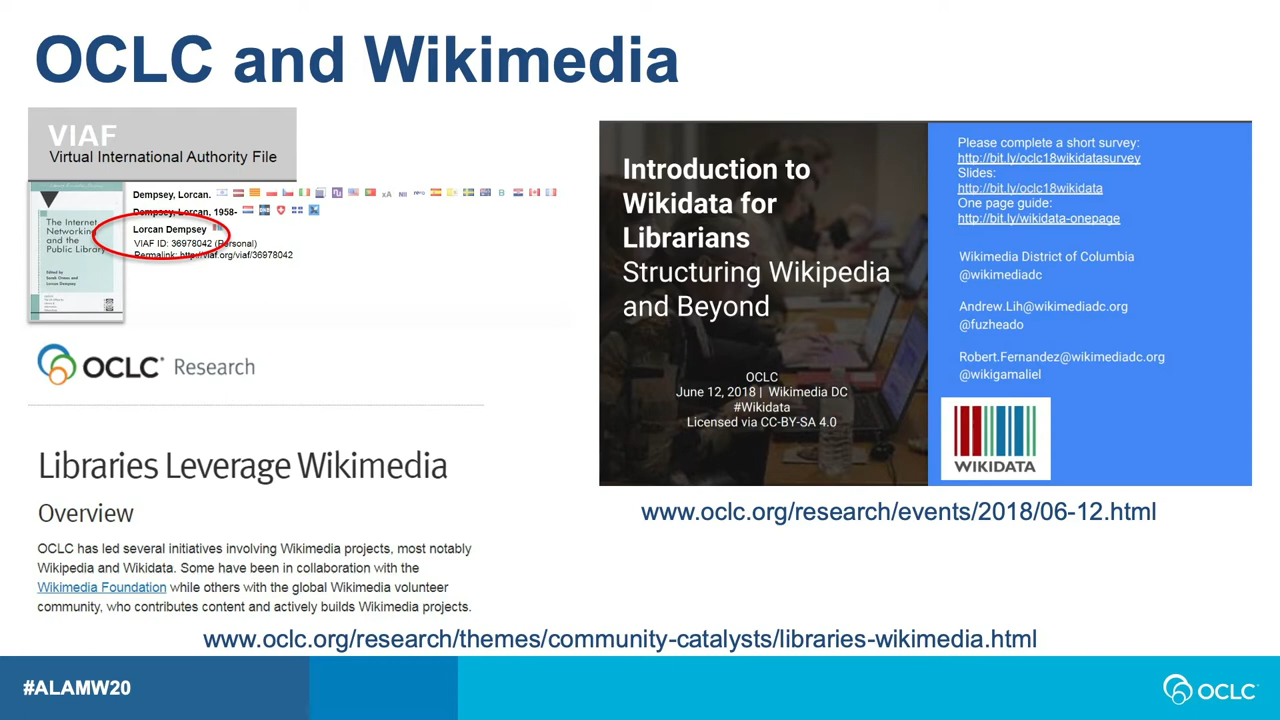 OCLC and Wikimedia
VIAF
Virtual International Authority File
The Internet,
Networking
and the
Public Library
Edited by
Sarah Ormes and
Lorcan Dempsey
Dempsey, Lorcan.
Dempsey, Lorcan, 1958-
Lorcan Dempsey
VIAF ID: 36978042 (Personal)
Permalink: http://viaf.org/viaf/36978042
OCLC Research
Libraries Leverage Wikimedia
Overview
OCLC has led several initiatives involving Wikimedia projects, most notably
Wikipedia and Wikidata. Some have been in collaboration with the
Wikimedia Foundation while others with the global Wikimedia volunteer
community, who contributes content and actively builds Wikimedia projects.
Introduction to
Wikidata for
Librarians
Structuring Wikipedia
and Beyond
OCLC
June 12, 2018 | Wikimedia DC
#Wikidata
Licensed via CC-BY-SA 4.0
Please complete a short survey:
http://bit.ly/oclc18wikidatasurvey
Slides:
http://bit.ly/oclc18wikidata
One page guide:
http://bit.ly/wikidata-onepage
Wikimedia District of Columbia
@wikimediadc
Andrew.Lih@wikimediadc.org
@fuzheado
Robert.Fernandez@wikimediadc.org
@wikigamaliel
WIKIDATA
www.oclc.org/research/events/2018/06-12.html
www.oclc.org/research/themes/community-catalysts/libraries-wikimedia.html
#ALAMW20
OCLC